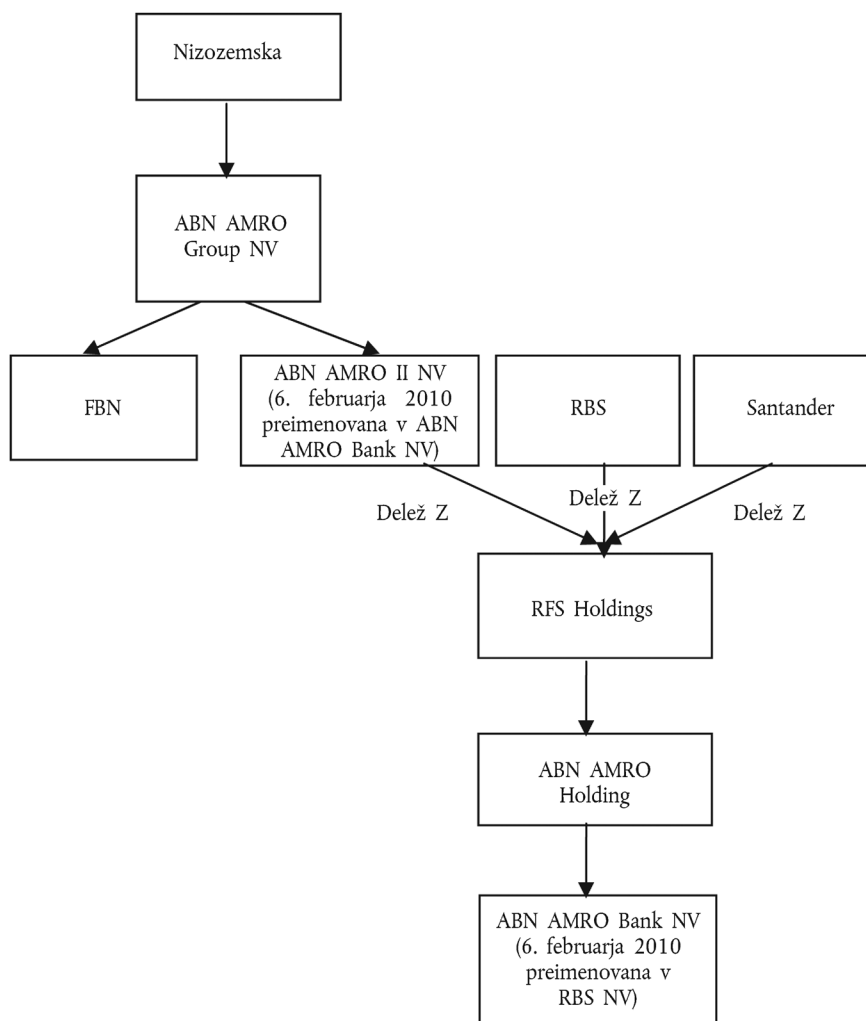 Nizozemska
ABN AMRO
Group NV
FBN
ABN AMRO II NV
(6. februarja 2010
preimenovana v ABN
AMRO Bank NV)
RBS
Santander
Delež Z
Delež Z
Delež Z
RFS Holdings
ABN AMRO
Holding
ABN AMRO Bank NV
(6. februarja 2010
preimenovana v
RBS NV)